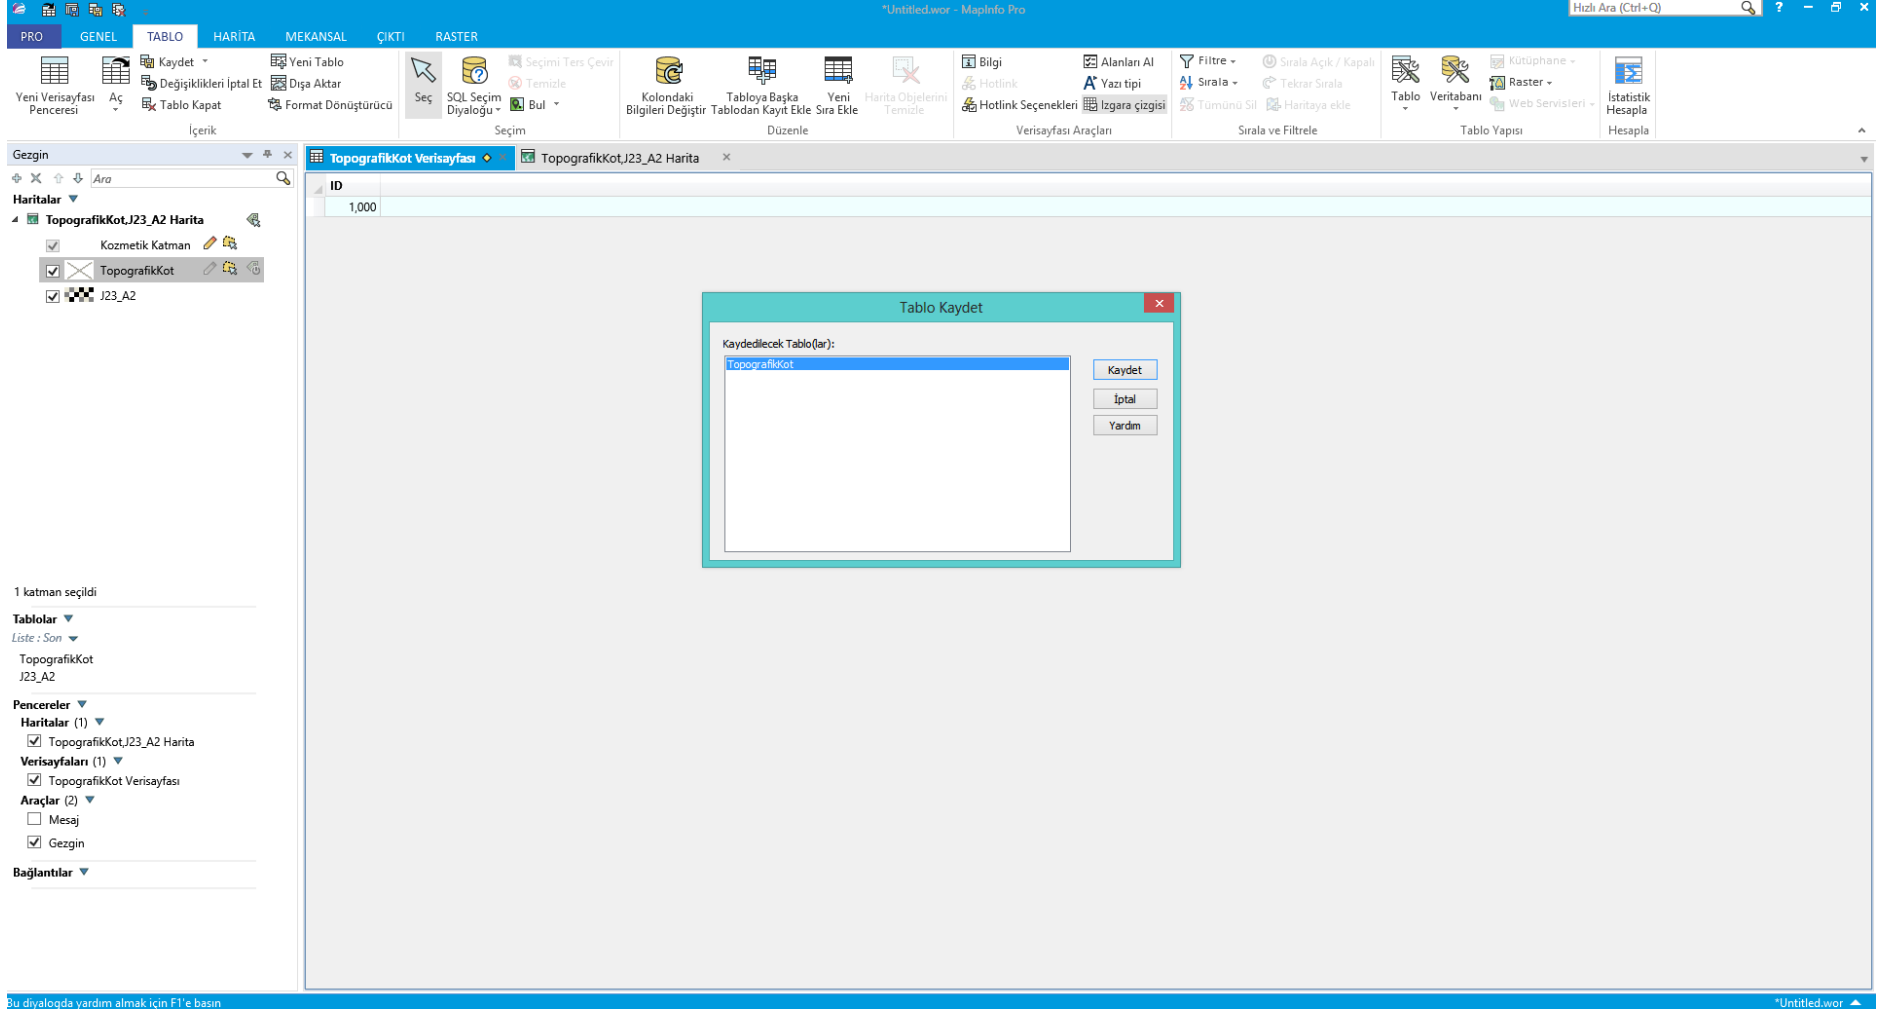 *Untitled.wor - MapInfo Pro
Hızlı Ara (Ctrl+Q)
PRO GENEL TABLO HARİTA MEKANSAL ÇIKTI RASTER
Yeni Verisayfası Penceresi
Aç
Kaydet
Değişiklikleri İptal Et
Tablo Kapat
Yeni Tablo
Dışa Aktar
Format Dönüştürücü
İçerik
Seç
SQL Seçim Diyaloğu
Seçimi Ters Çevir
Temizle
Bul
Seçim
Kolondaki Bilgileri Değiştir
Tabloya Başka Tablodan Kayıt Ekle
Yeni Sıra Ekle
Harita Objelerini Temizle
Düzenle
Bilgi
Hotlink
Hotlink Seçenekleri
Alanları Al
Yazı tipi
Izgara çizgisi
Verisayfası Araçları
Filtre
Sırala
Tümünü Sil
Sırala Açık / Kapalı
Tekrar Sırala
Haritaya ekle
Sırala ve Filtrele
Tablo
Veritabanı
Kütüphane
Raster
Web Servisleri
Tablo Yapısı
İstatistik Hesapla
Hesapla
Gezgin
Ara
Haritalar
TopografikKot,J23_A2 Harita
Kozmetik Katman
TopografikKot
J23_A2
1 katman seçildi
Tablolar
Liste : Son
TopografikKot
J23_A2
Pencereler
Haritalar (1)
TopografikKot,J23_A2 Harita
Verisayfaları (1)
TopografikKot Verisayfası
Araçlar (2)
Mesaj
Gezgin
Bağlantılar
TopografikKot Verisayfası
TopografikKot,J23_A2 Harita
ID
1,000
Tablo Kaydet
Kaydedilecek Tablo(lar):
TopografikKot
Kaydet
İptal
Yardım
Bu diyalogda yardım almak için F1'e basın
*Untitled.wor